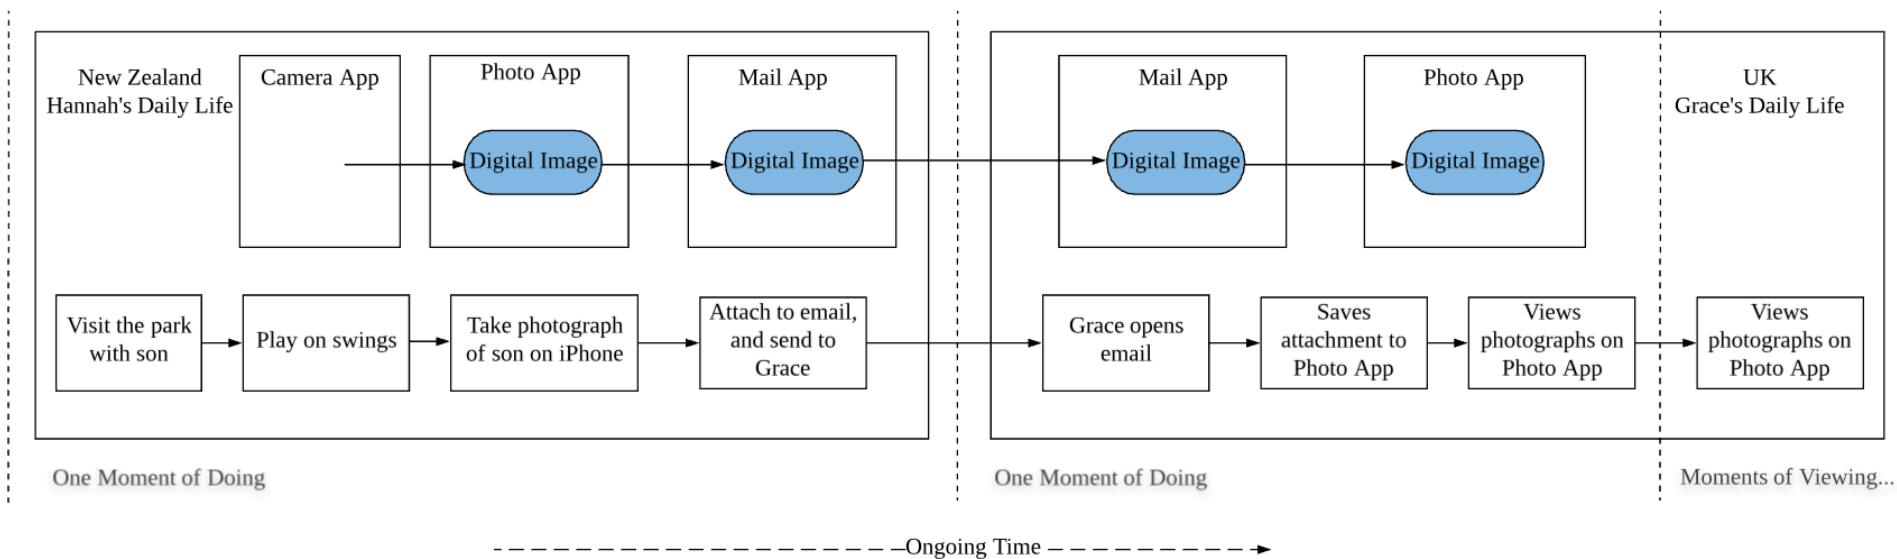 New Zealand
Hannah's Daily Life
Camera App
Photo App
Mail App
Digital Image
Digital Image
Visit the park
with son
Play on swings
Take photograph
of son on iPhone
Attach to email,
and send to
Grace
One Moment of Doing
Mail App
Photo App
UK
Grace's Daily Life
Digital Image
Digital Image
Grace opens
email
Saves
attachment to
Photo App
Views
photographs on
Photo App
Views
photographs on
Photo App
One Moment of Doing
Moments of Viewing...
Ongoing Time